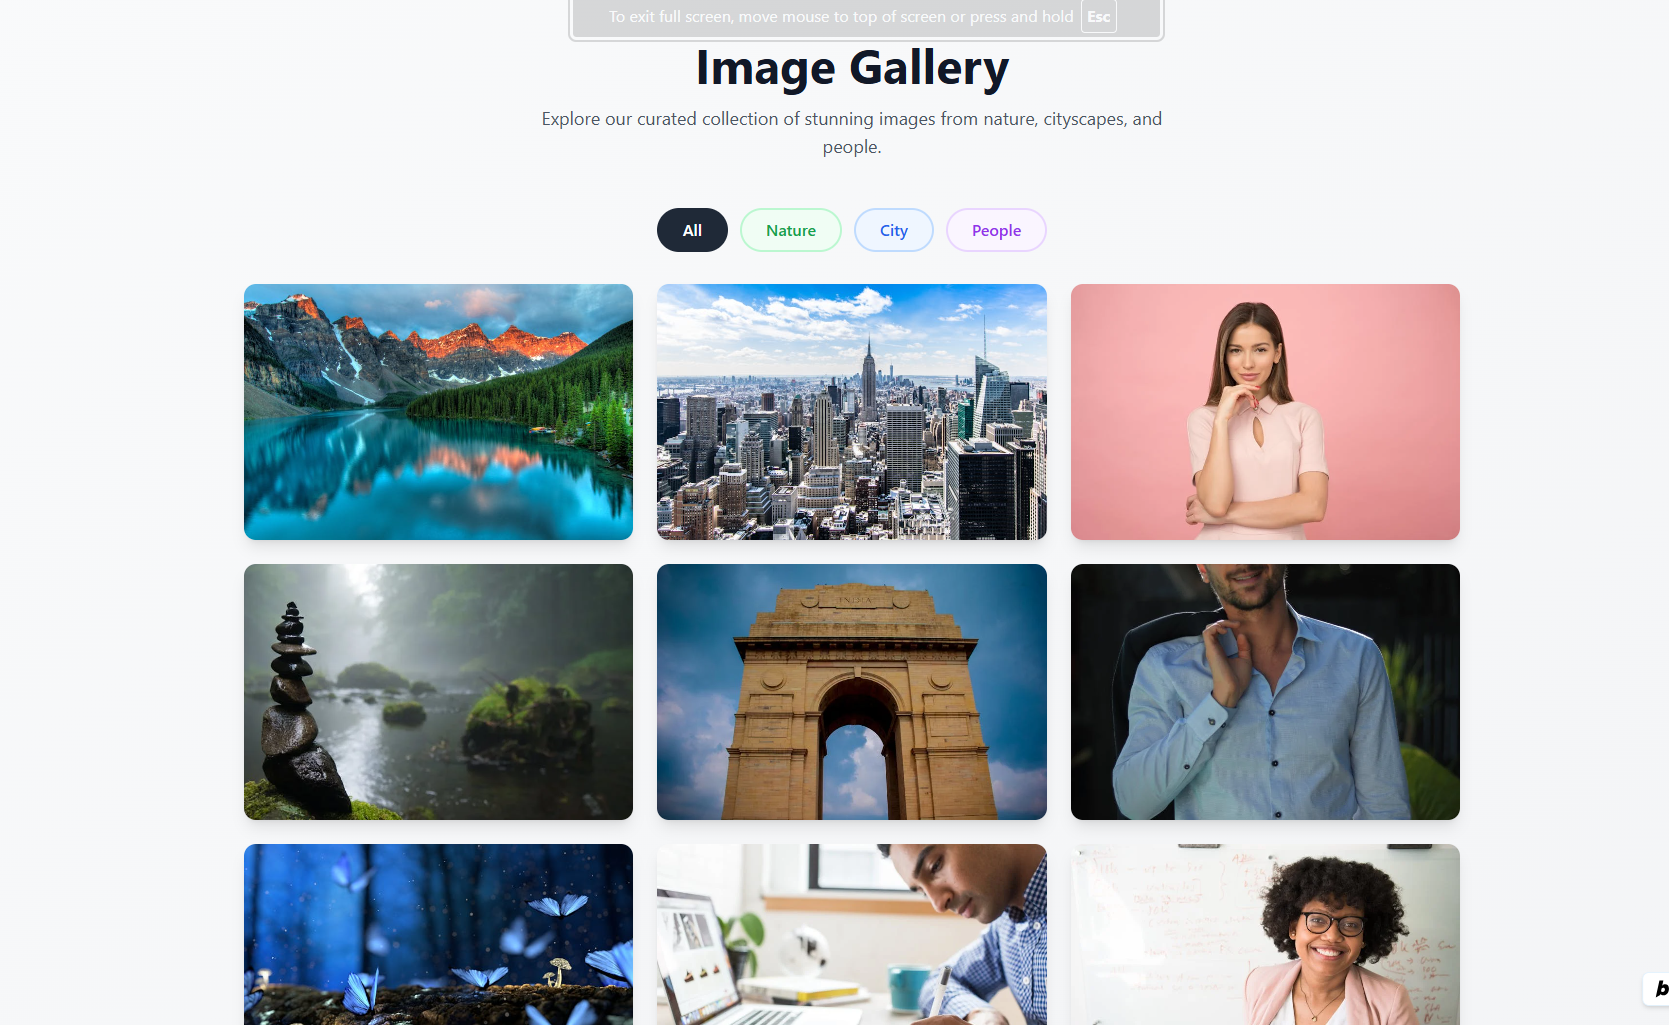 To exit full screen, move mouse to top of screen or press and hold Esc
Image Gallery
Explore our curated collection of stunning images from nature, cityscapes, and
people.
All
Nature
City
People
INDIA
b